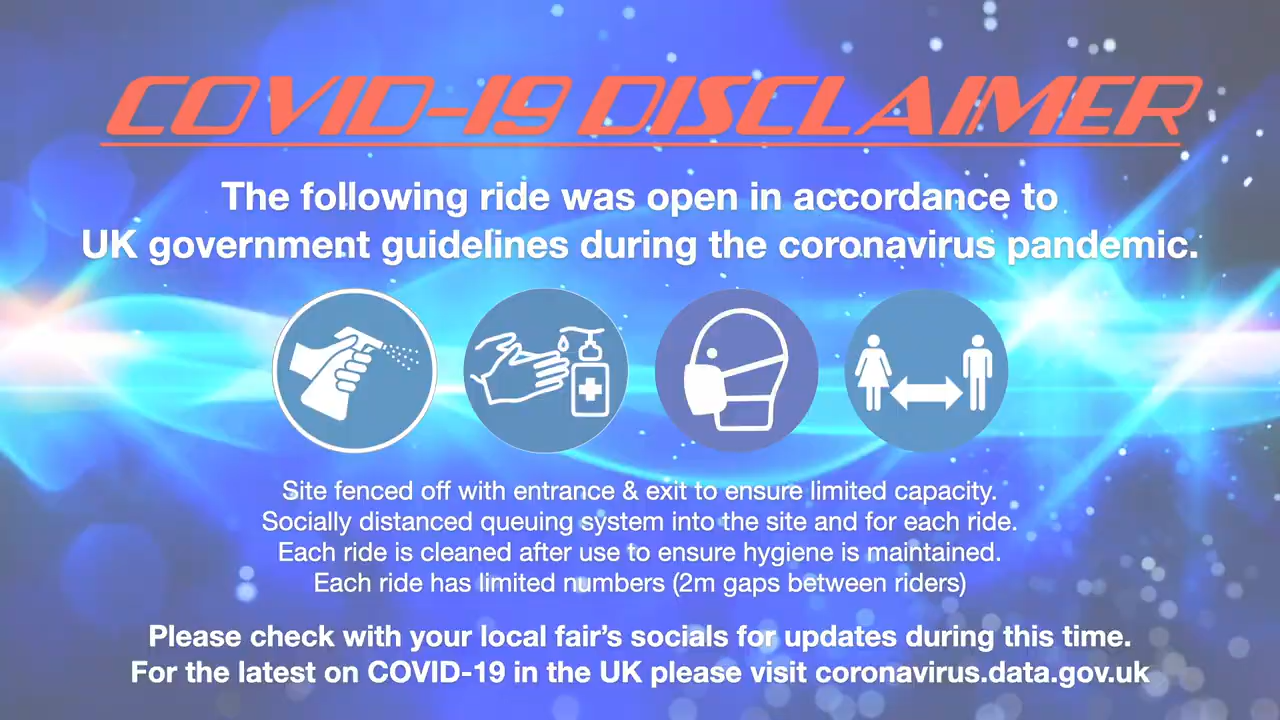 COVID-19 DISCLAIMER
The following ride was open in accordance to
UK government guidelines during the coronavirus pandemic.
Site fenced off with entrance & exit to ensure limited capacity.
Socially distanced queuing system into the site and for each ride.
Each ride is cleaned after use to ensure hygiene is maintained.
Each ride has limited numbers (2m gaps between riders)
Please check with your local fair's socials for updates during this time.
For the latest on COVID-19 in the UK please visit coronavirus.data.gov.uk